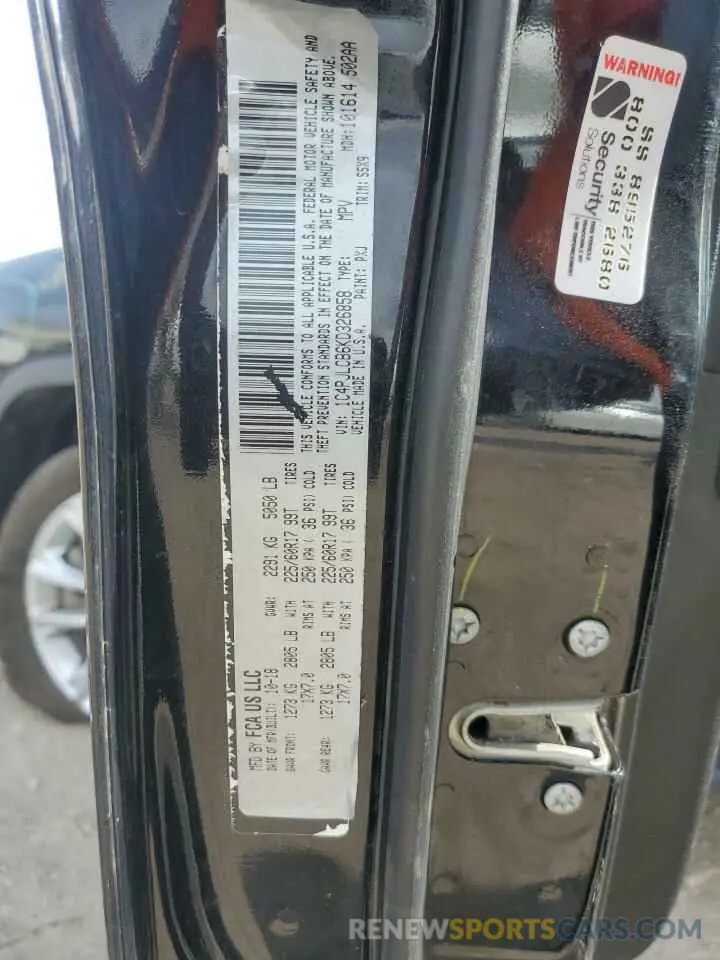 MFD BY FCA US LLC
DATE OF MFR: 10-18 GVWR: 2291 KG 5050 LB
GAWR FRONT: 1273 KG 2805 LB WITH 225/60R17 99T TIRES
17X7.0 RIMS AT 250 KPA ( 36 PSI) COLD
GAWR REAR: 1273 KG 2805 LB WITH 225/60R17 99T TIRES
17X7.0 RIMS AT 250 KPA ( 36 PSI) COLD
THIS VEHICLE CONFORMS TO ALL APPLICABLE U.S.A. FEDERAL MOTOR VEHICLE SAFETY AND
THEFT PREVENTION STANDARDS IN EFFECT ON THE DATE OF MANUFACTURE SHOWN ABOVE.
VIN: 1C4PJLCB6KD326858 TYPE: MPV MDH: 101614 502AA
VEHICLE MADE IN U.S.A. PAINT: PXJ TRIM: S5X9
WARNING!
SS 895276
800 338 2680
Security
Solutions
RENEWSPORTSCARS.COM